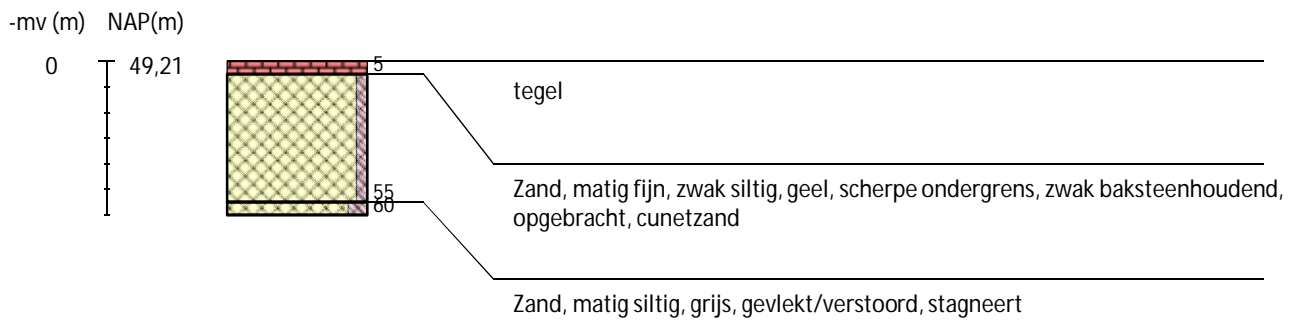 -mv (m) NAP(m)
0 49,21
5
tegel
55
Zand, matig fijn, zwak siltig, geel, scherpe ondergrens, zwak baksteenhoudend,
60
opgebracht, cunetzand
Zand, matig siltig, grijs, gevlekt/verstoord, stagneert